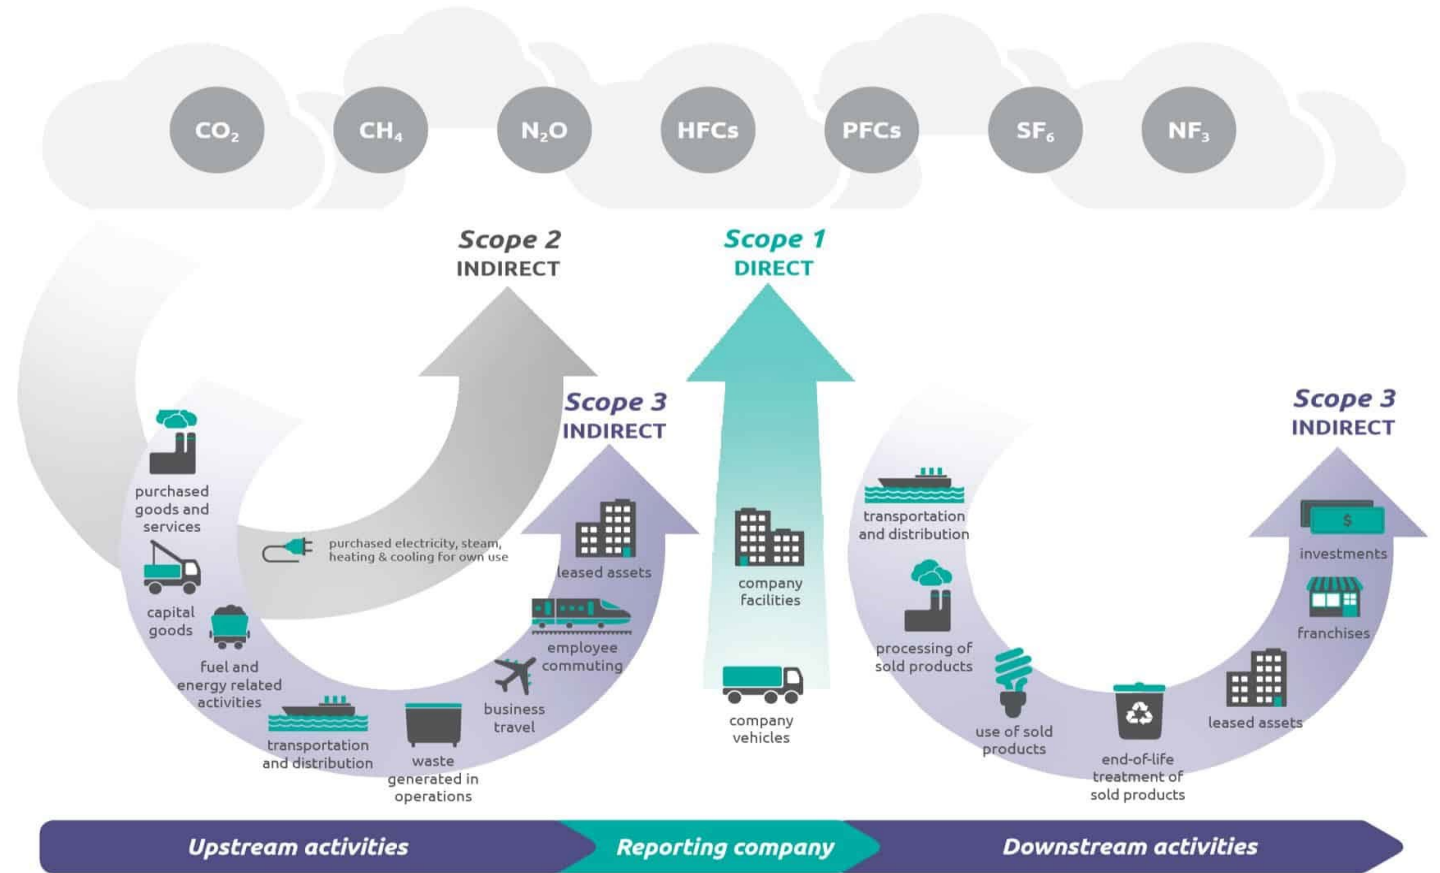 CO₂
CH₄
N₂O
HFCs
PFCs
SF₆
NF₃
Scope 2
INDIRECT
Scope 1
DIRECT
Scope 3
INDIRECT
Scope 3
INDIRECT
purchased
goods and
services
capital
goods
fuel and
energy related
activities
transportation
and distribution
waste
generated in
operations
business
travel
employee
commuting
leased assets
purchased electricity, steam,
heating & cooling for own use
company
facilities
company
vehicles
transportation
and distribution
processing of
sold products
use of sold
products
end-of-life
treatment of
sold products
leased assets
franchises
$
investments
Upstream activities
Reporting company
Downstream activities